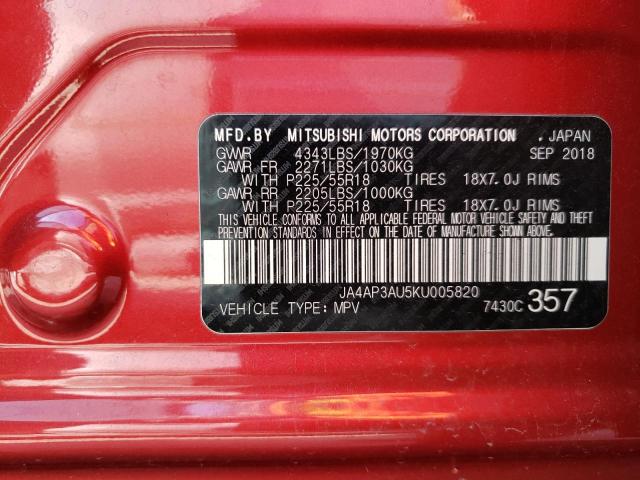 MFD.BY MITSUBISHI MOTORS CORPORATION . JAPAN
GVWR 4343LBS/1970KG SEP 2018
GAWR FR 2271LBS/1030KG
WITH P225/55R18 TIRES 18X7.0J RIMS
GAWR RR 2205LBS/1000KG
WITH P225/55R18 TIRES 18X7.0J RIMS
THIS VEHICLE CONFORMS TO ALL APPLICABLE FEDERAL MOTOR VEHICLE SAFETY AND THEFT
PREVENTION STANDARDS IN EFFECT ON THE DATE OF MANUFACTURE SHOWN ABOVE.
JA4AP3AU5KU005820
VEHICLE TYPE: MPV 7430C 357